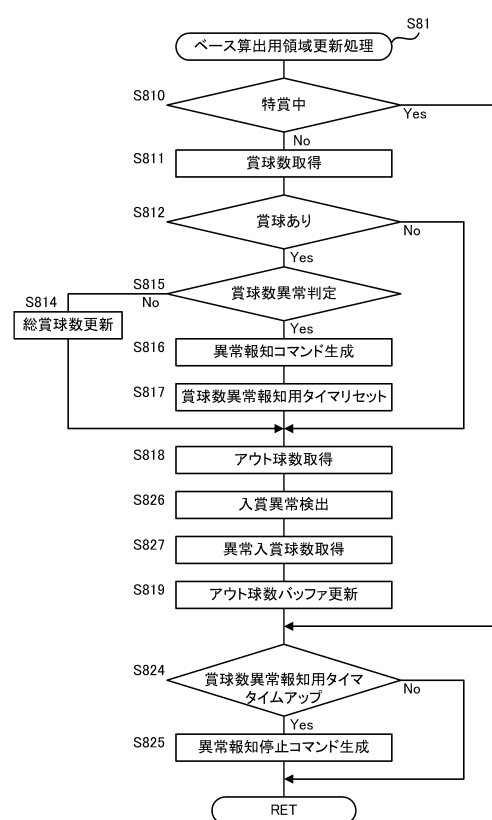 S81
ベース算出用領域更新処理
S810
特賞中
Yes
No
S811
賞球数取得
S812
賞球あり
No
Yes
S815
賞球数異常判定
S814
No
総賞球数更新
Yes
S816
異常報知コマンド生成
S817
賞球数異常報知用タイマリセット
S818
アウト球数取得
S826
入賞異常検出
S827
異常入賞球数取得
S819
アウト球数バッファ更新
S824
賞球数異常報知用タイマ
タイムアップ
No
Yes
S825
異常報知停止コマンド生成
RET